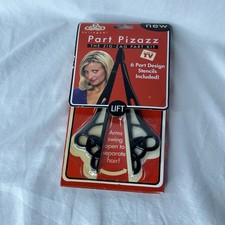 new
Part Pizazz
THE ZIG-ZAG PART KIT
AS SEEN ON
TV
6 Part Design
Stencils
Included!
LIFT
Arms
swing
open to
separate
hair!